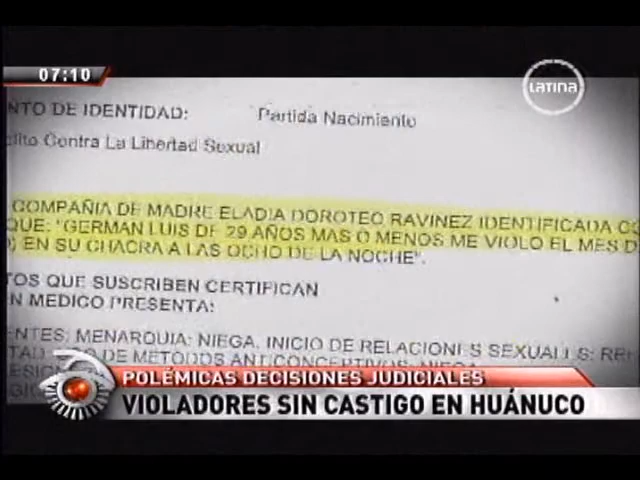 07:10
LATINA
NTO DE IDENTIDAD: Partida Nacimiento
lito Contra La Libertad Sexual
COMPAÑIA DE MADRE ELADIA DOROTEO RAVINEZ IDENTIFICADA CO
QUE: "GERMAN LUIS DE 29 AÑOS MAS O MENOS ME VIOLO EL MES D
) EN SU CHACRA A LAS OCHO DE LA NOCHE".
TOS QUE SUSCRIBEN CERTIFICAN
N MEDICO PRESENTA:
ENTES: MENARQUIA: NIEGA. INICIO DE RELACIONES SEXUALES: RE
DE METODOS ANTICONCEPTIVOS: NIEGA
POLÉMICAS DECISIONES JUDICIALES
VIOLADORES SIN CASTIGO EN HUÁNUCO